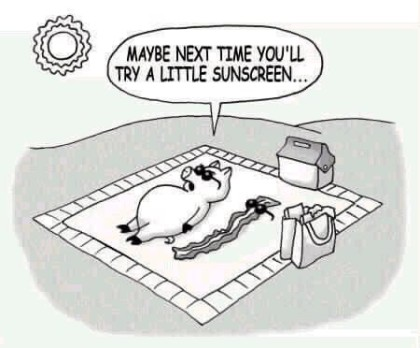 MAYBE NEXT TIME YOU'LL
TRY A LITTLE SUNSCREEN...